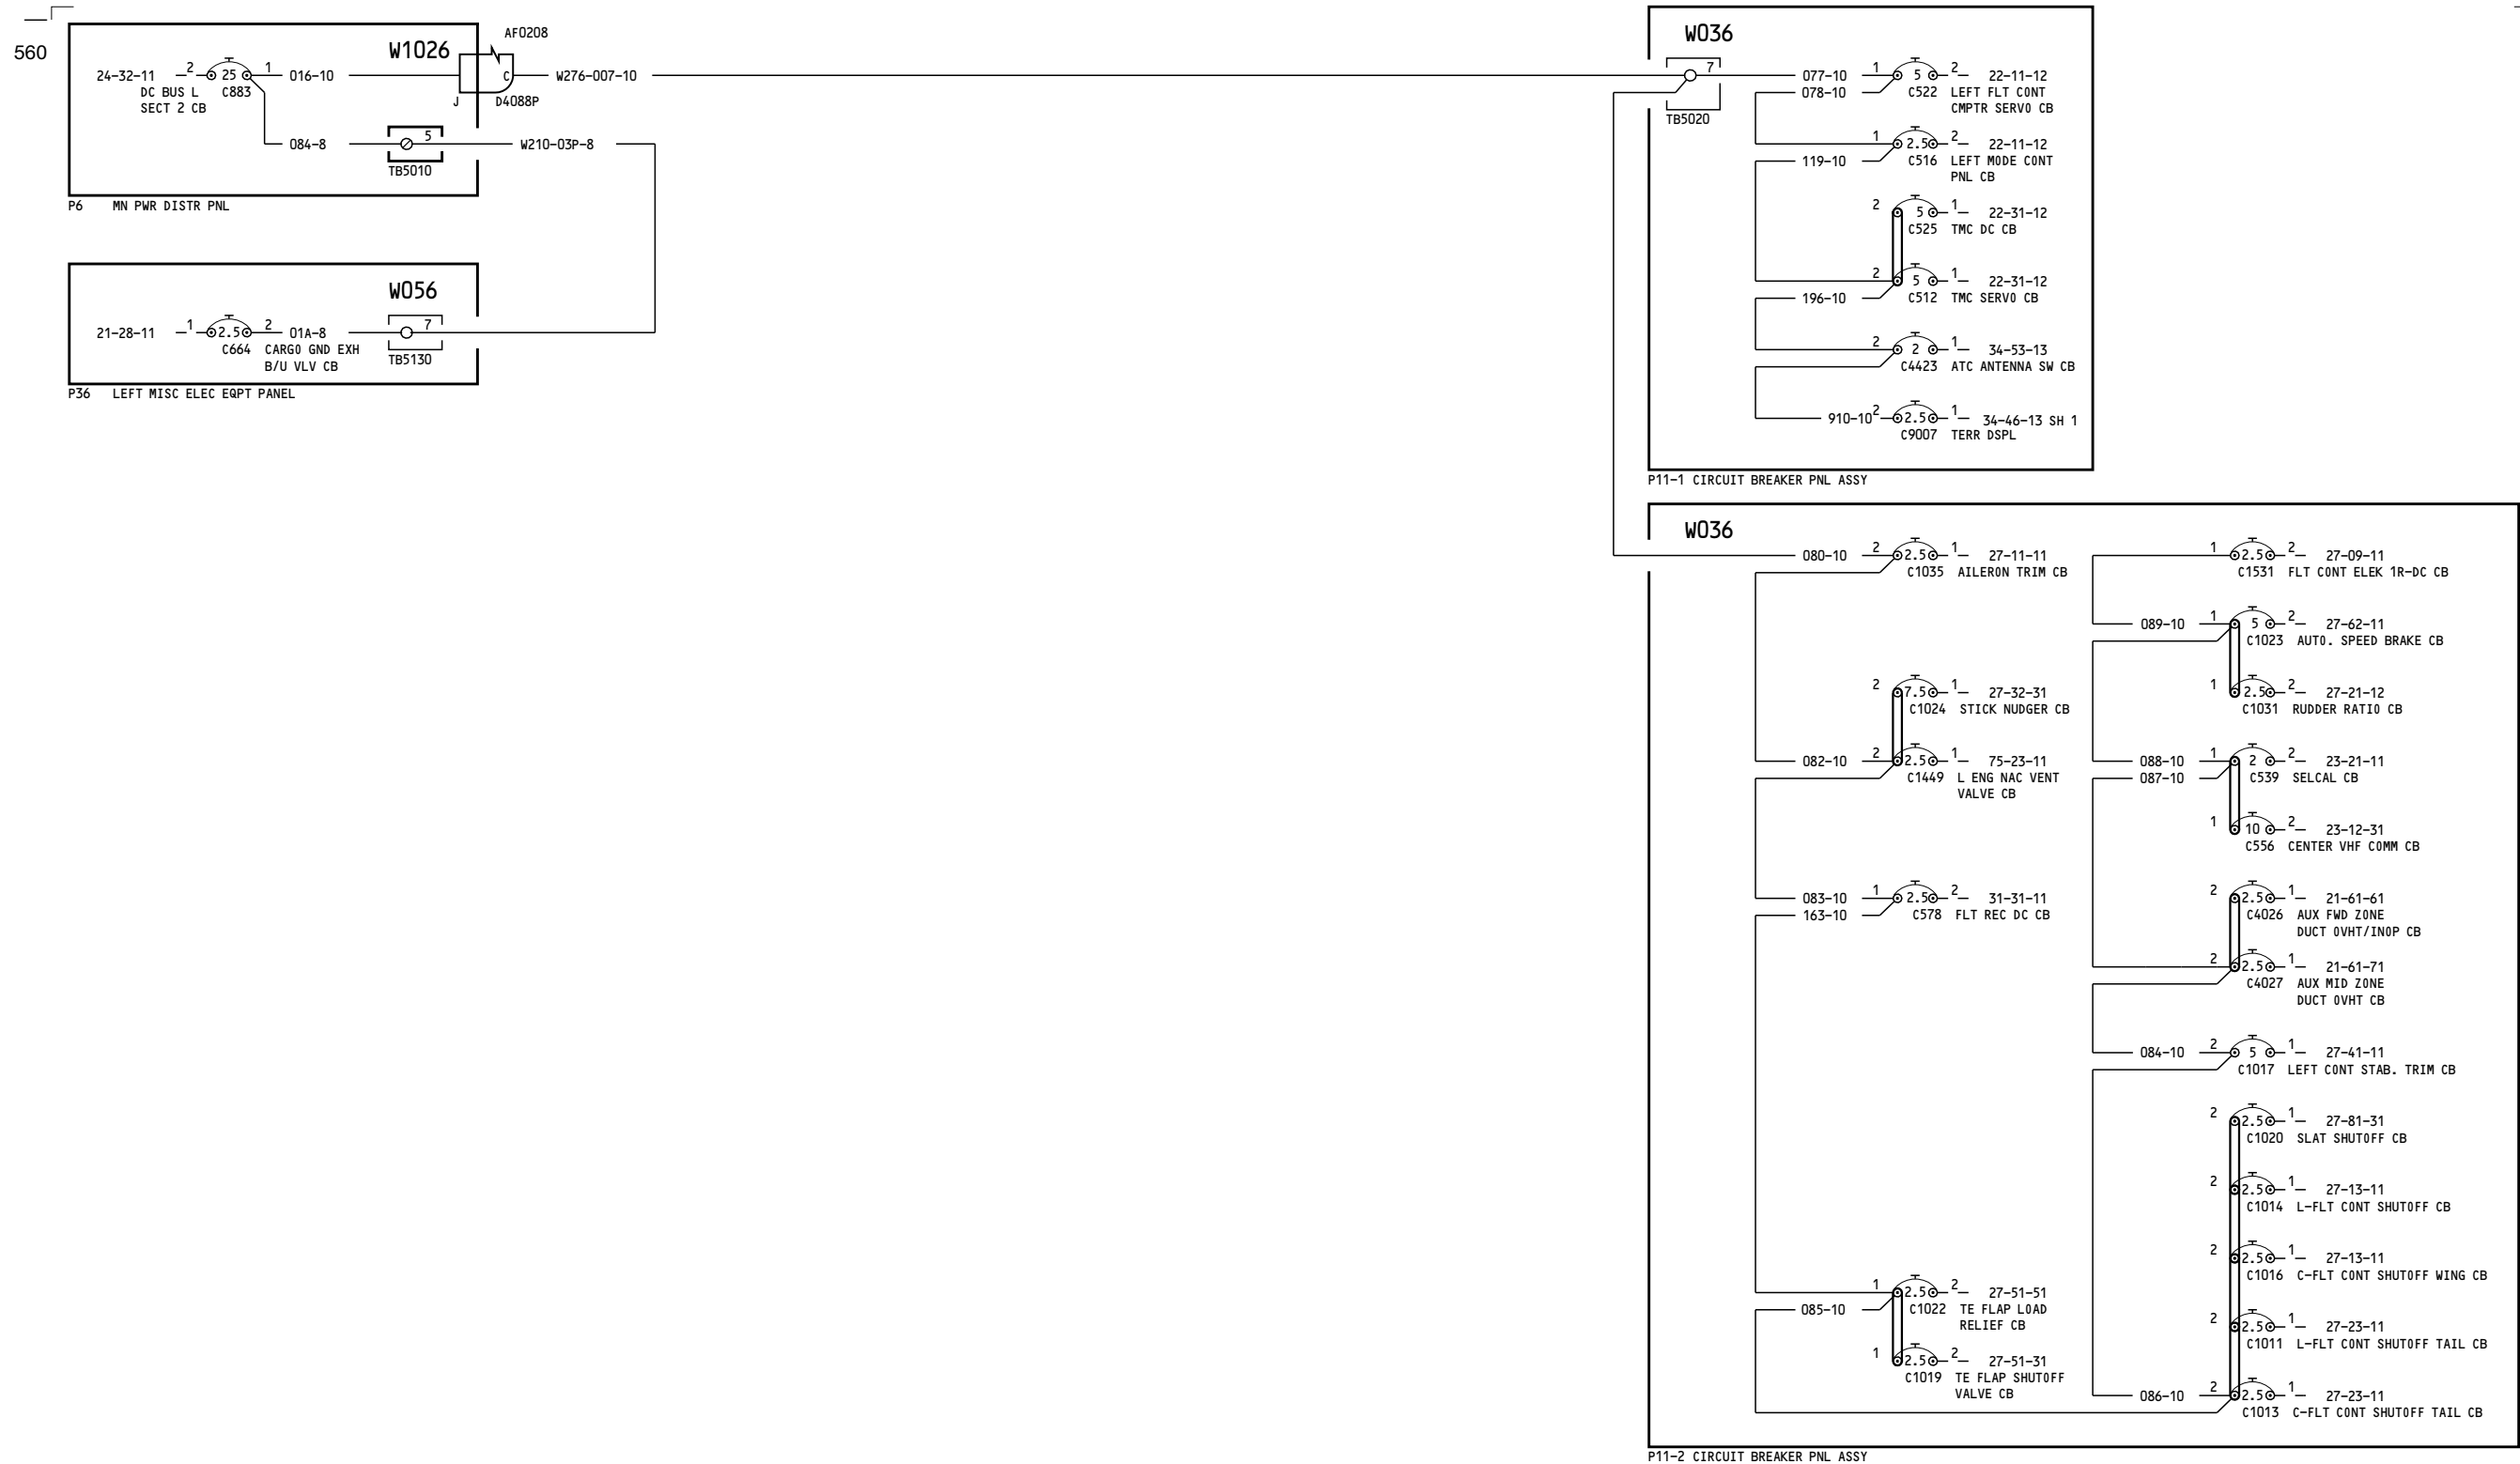 560
W1026
AF0208
24-32-11 2 25 1 016-10 C W276-007-10
DC BUS L C883
SECT 2 CB
J D4088P
084-8 5 W210-03P-8
TB5010
P6 MN PWR DISTR PNL
W056
21-28-11 1 2.5 2 01A-8 7
C664 CARGO GND EXH
B/U VLV CB
TB5130
P36 LEFT MISC ELEC EQPT PANEL
W036
7 077-10 1 5 2 22-11-12
078-10 C522 LEFT FLT CONT
CMPTR SERVO CB
TB5020
1 2.5 2 22-11-12
119-10 C516 LEFT MODE CONT
PNL CB
2 5 1 22-31-12
C525 TMC DC CB
2 5 1 22-31-12
196-10 C512 TMC SERVO CB
2 2 1 34-53-13
C4423 ATC ANTENNA SW CB
910-10 2 2.5 1 34-46-13 SH 1
C9007 TERR DSPL
P11-1 CIRCUIT BREAKER PNL ASSY
W036
080-10 2 2.5 1 27-11-11
C1035 AILERON TRIM CB
2 7.5 1 27-32-31
C1024 STICK NUDGER CB
082-10 2 2.5 1 75-23-11
C1449 L ENG NAC VENT
VALVE CB
083-10 1 2.5 2 31-31-11
163-10 C578 FLT REC DC CB
1 2.5 2 27-51-51
085-10 C1022 TE FLAP LOAD
RELIEF CB
1 2.5 2 27-51-31
C1019 TE FLAP SHUTOFF
VALVE CB
1 2.5 2 27-09-11
C1531 FLT CONT ELEK 1R-DC CB
089-10 1 5 2 27-62-11
C1023 AUTO. SPEED BRAKE CB
1 2.5 2 27-21-12
C1031 RUDDER RATIO CB
088-10 1 2 2 23-21-11
087-10 C539 SELCAL CB
1 10 2 23-12-31
C556 CENTER VHF COMM CB
2 2.5 1 21-61-61
C4026 AUX FWD ZONE
DUCT OVHT/INOP CB
2 2.5 1 21-61-71
C4027 AUX MID ZONE
DUCT OVHT CB
084-10 2 5 1 27-41-11
C1017 LEFT CONT STAB. TRIM CB
2 2.5 1 27-81-31
C1020 SLAT SHUTOFF CB
2 2.5 1 27-13-11
C1014 L-FLT CONT SHUTOFF CB
2 2.5 1 27-13-11
C1016 C-FLT CONT SHUTOFF WING CB
2 2.5 1 27-23-11
C1011 L-FLT CONT SHUTOFF TAIL CB
086-10 2 2.5 1 27-23-11
C1013 C-FLT CONT SHUTOFF TAIL CB
P11-2 CIRCUIT BREAKER PNL ASSY